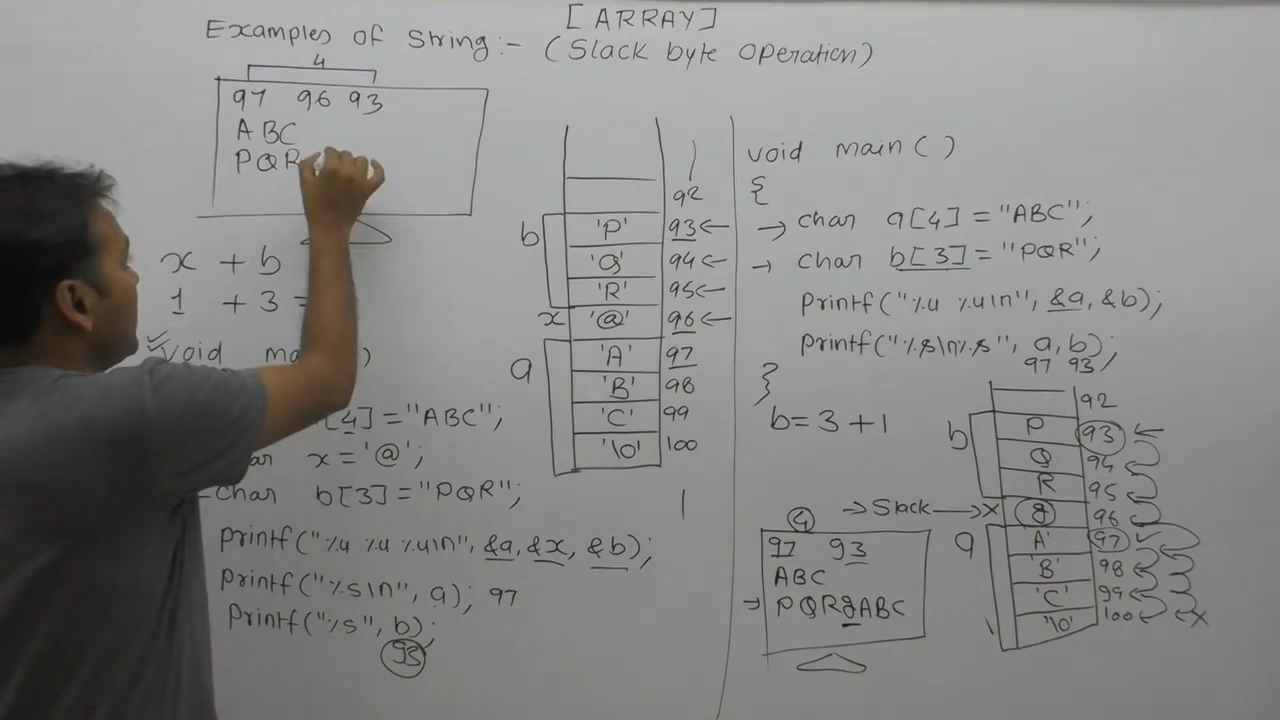 [ARRAY]
Examples of String:- (Slack byte operation)
4
97 96 93
ABC
PQR
x + b
1 + 3 =
void ma )
[4] = "ABC";
ar x = '@';
char b[3] = "PQR";
printf("%u %u %u\n", &a, &x, &b);
printf("%s\n", a); 97
printf("%s", b);
93
92
b 'P' 93
'Q' 94
'R' 95
x '@' 96
a 'A' 97
'B' 98
'C' 99
'\0' 100
void main()
{
char a[4] = "ABC";
char b[3] = "PQR";
printf("%u %u\n", &a, &b);
printf("%s\n%s", a, b);
97 93
}
b = 3 + 1
4
97 93
ABC
PQRgABC
92
b P 93
Q 94
R 95
Slack x g 96
a 'A' 97
'B' 98
'C' 99
'\0' 100 x